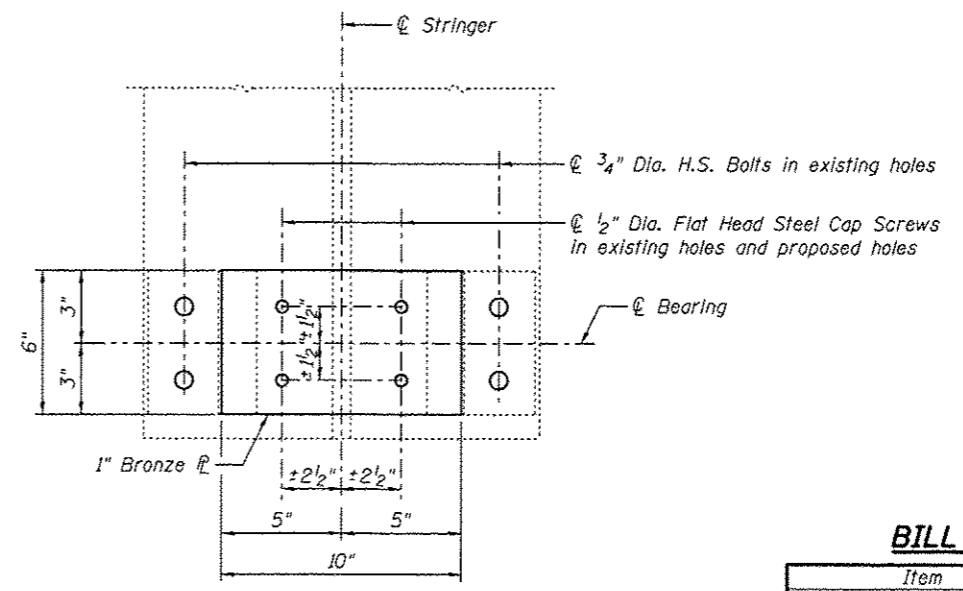 ℄ Stringer
℄ 3/4" Dia. H.S. Bolts in existing holes
℄ 1/2" Dia. Flat Head Steel Cap Screws
in existing holes and proposed holes
℄ Bearing
6"
3"
3"
±1 1/2"
±1 1/2"
1" Bronze ⅊
±2 1/2"
±2 1/2"
5"
5"
10"
BILL
Item